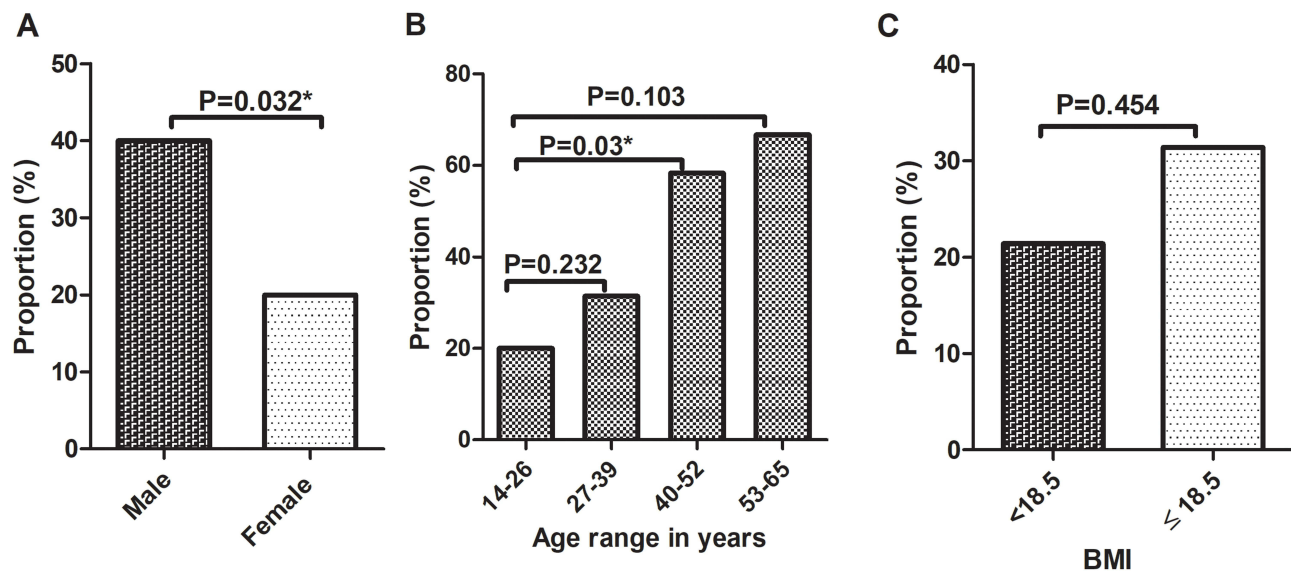 A
Proportion (%)
50
40
30
20
10
0
P=0.032*
Male
Female
B
Proportion (%)
80
60
40
20
0
P=0.103
P=0.03*
P=0.232
14-26
27-39
40-52
53-65
Age range in years
C
Proportion (%)
40
30
20
10
0
P=0.454
<18.5
≤ 18.5
BMI